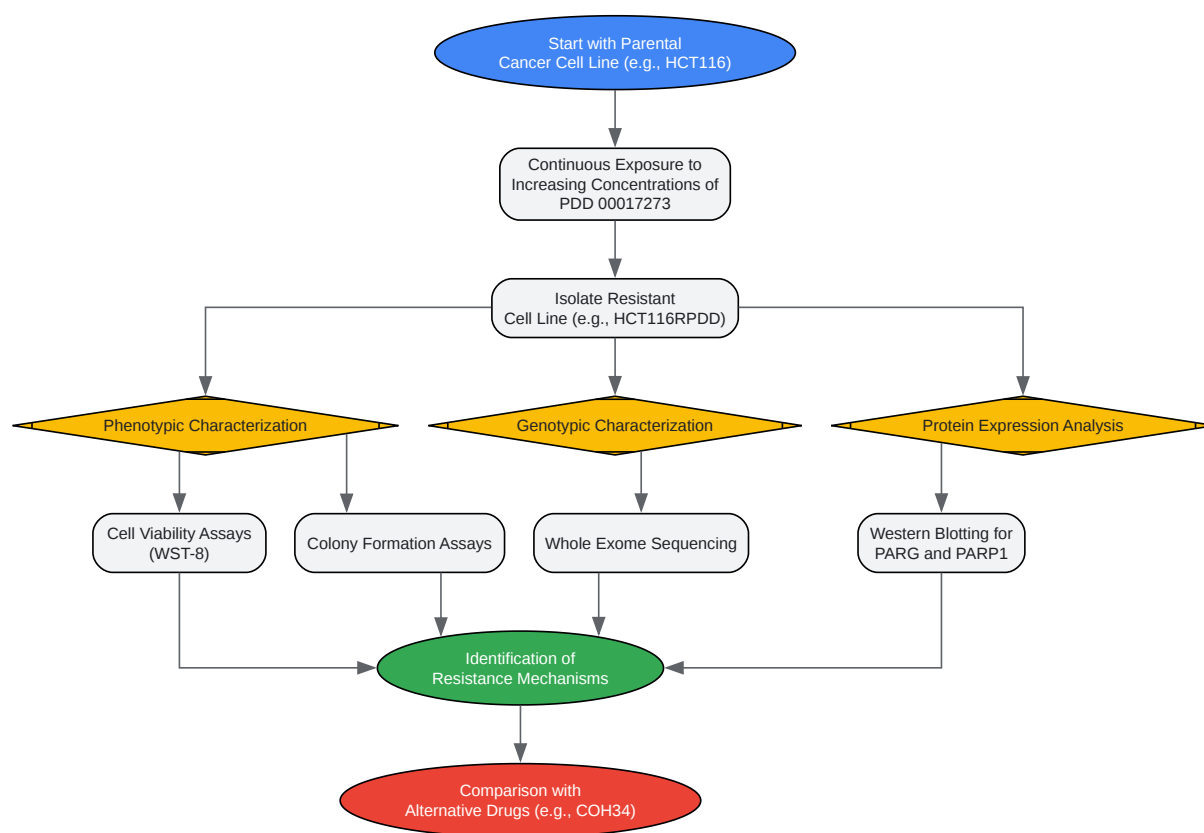 Start with Parental
Cancer Cell Line (e.g., HCT116)
Continuous Exposure to
Increasing Concentrations of
PDD 00017273
Isolate Resistant
Cell Line (e.g., HCT116RPDD)
Phenotypic Characterization
Genotypic Characterization
Protein Expression Analysis
Cell Viability Assays
(WST-8)
Colony Formation Assays
Whole Exome Sequencing
Western Blotting for
PARG and PARP1
Identification of
Resistance Mechanisms
Comparison with
Alternative Drugs (e.g., COH34)